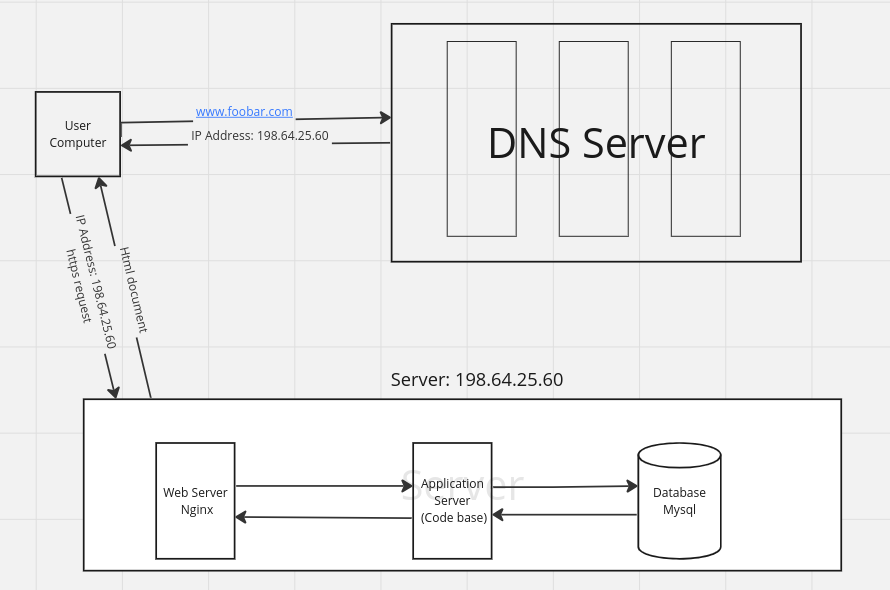 www.foobar.com
IP Address: 198.64.25.60
User
Computer
DNS Server
IP Address: 198.64.25.60
https request
Html document
Server: 198.64.25.60
Server
Web Server
Nginx
Application
Server
(Code base)
Database
Mysql